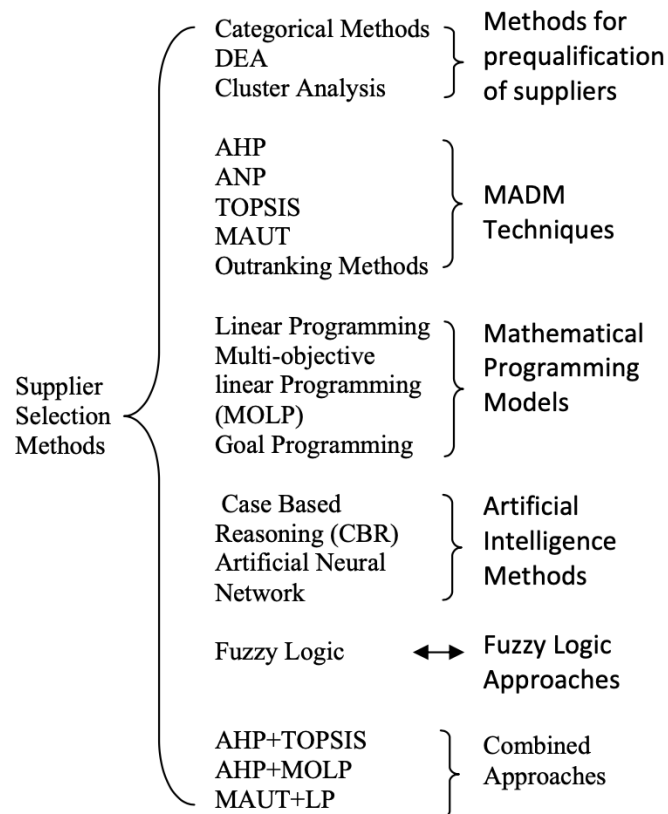 Categorical Methods
DEA
Cluster Analysis
Methods for
prequalification
of suppliers
AHP
ANP
TOPSIS
MAUT
Outranking Methods
MADM
Techniques
Linear Programming
Multi-objective
linear Programming
(MOLP)
Goal Programming
Mathematical
Programming
Models
Supplier
Selection
Methods
Case Based
Reasoning (CBR)
Artificial Neural
Network
Artificial
Intelligence
Methods
Fuzzy Logic
Fuzzy Logic
Approaches
AHP+TOPSIS
AHP+MOLP
MAUT+LP
Combined
Approaches